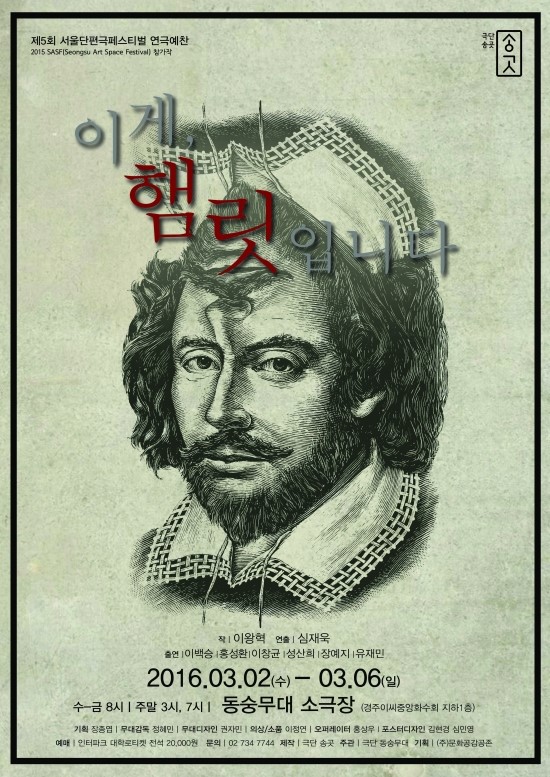 제5회 서울단편극페스티벌 연극예찬
2015 SASF(Seongsu Art Space Festival) 참가작
극단
송곳
송곳
이게,
햄릿입니다
작 | 이왕혁 연출 | 심재욱
출연 | 이백승 | 홍성환 | 이창균 | 성산희 | 장예지 | 유재민
2016.03.02(수) — 03.06(일)
수–금 8시 | 주말 3시, 7시 | 동숭무대 소극장 (경주이씨중앙화수회 지하1층)
기획 | 장종엽 | 무대감독 | 정혜민 | 무대디자인 | 권자민 | 의상/소품 | 이정연 | 오퍼레이터 | 홍상우 | 포스터디자인 | 김현경 심민영
예매 | 인터파크 대학로티켓 전석 20,000원 | 문의 | 02 734 7744 | 제작 | 극단 송곳 | 주관 | 극단 동숭무대 | 기획 | (주)문화공감공존